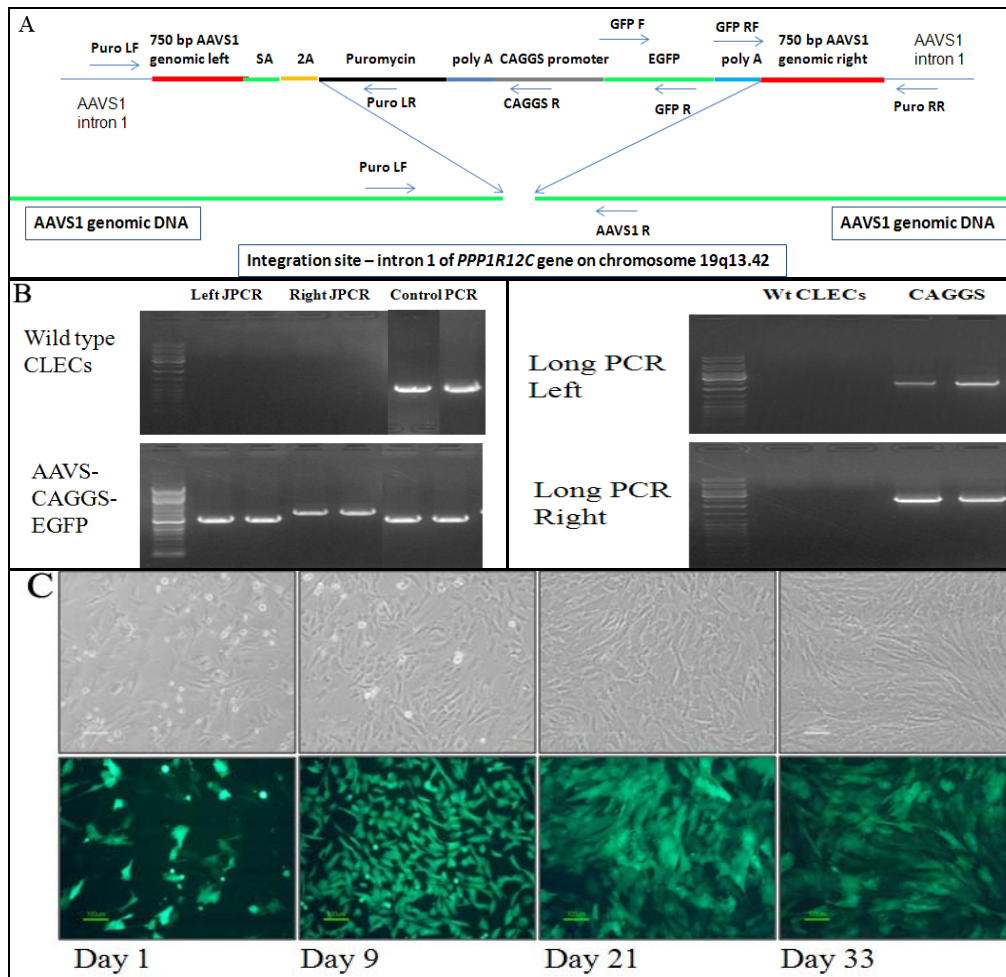 A
Puro LF
750 bp AAVS1
genomic left
SA
2A
Puromycin
poly A
CAGGS promoter
GFP F
EGFP
GFP RF
poly A
750 bp AAVS1
genomic right
AAVS1
intron 1
AAVS1
intron 1
Puro LR
CAGGS R
GFP R
Puro RR
Puro LF
AAVS1 genomic DNA
AAVS1 R
AAVS1 genomic DNA
Integration site – intron 1 of PPP1R12C gene on chromosome 19q13.42
B
Left JPCR
Right JPCR
Control PCR
Wild type
CLECs
AAVS-
CAGGS-
EGFP
Wt CLECs
CAGGS
Long PCR
Left
Long PCR
Right
C
100µm
100µm
100µm
100µm
Day 1
Day 9
Day 21
Day 33